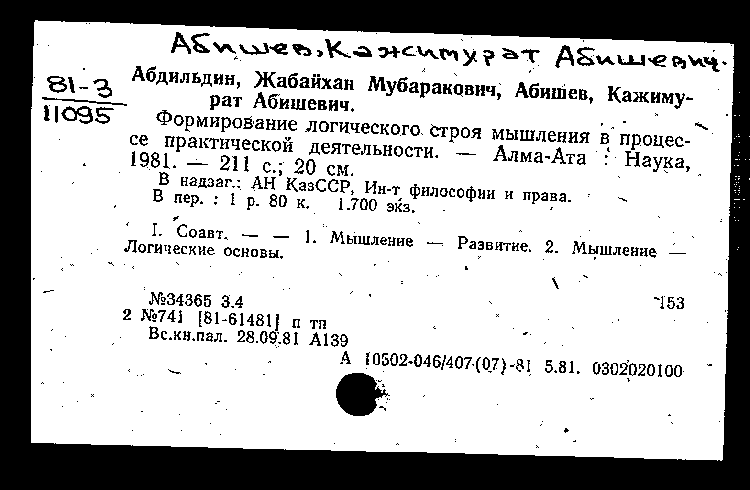 Абишев, Кажимурат Абишевич.
81-3
11095
Абдильдин, Жабайхан Мубаракович, Абишев, Кажиму-
рат Абишевич.
Формирование логического строя мышления в процес-
се практической деятельности. — Алма-Ата : Наука,
1981. — 211 с.; 20 см.
В надзаг.: АН КазССР, Ин-т философии и права.
В пер. : 1 р. 80 к. 1.700 экз.
I. Соавт. — — 1. Мышление — Развитие. 2. Мышление —
Логические основы.
№34365 3.4 153
2 №741 [81-61481] п тп
Вс.кн.пал. 28.09.81 А139
А 10502-046/407·(07)-81 5.81. 0302020100